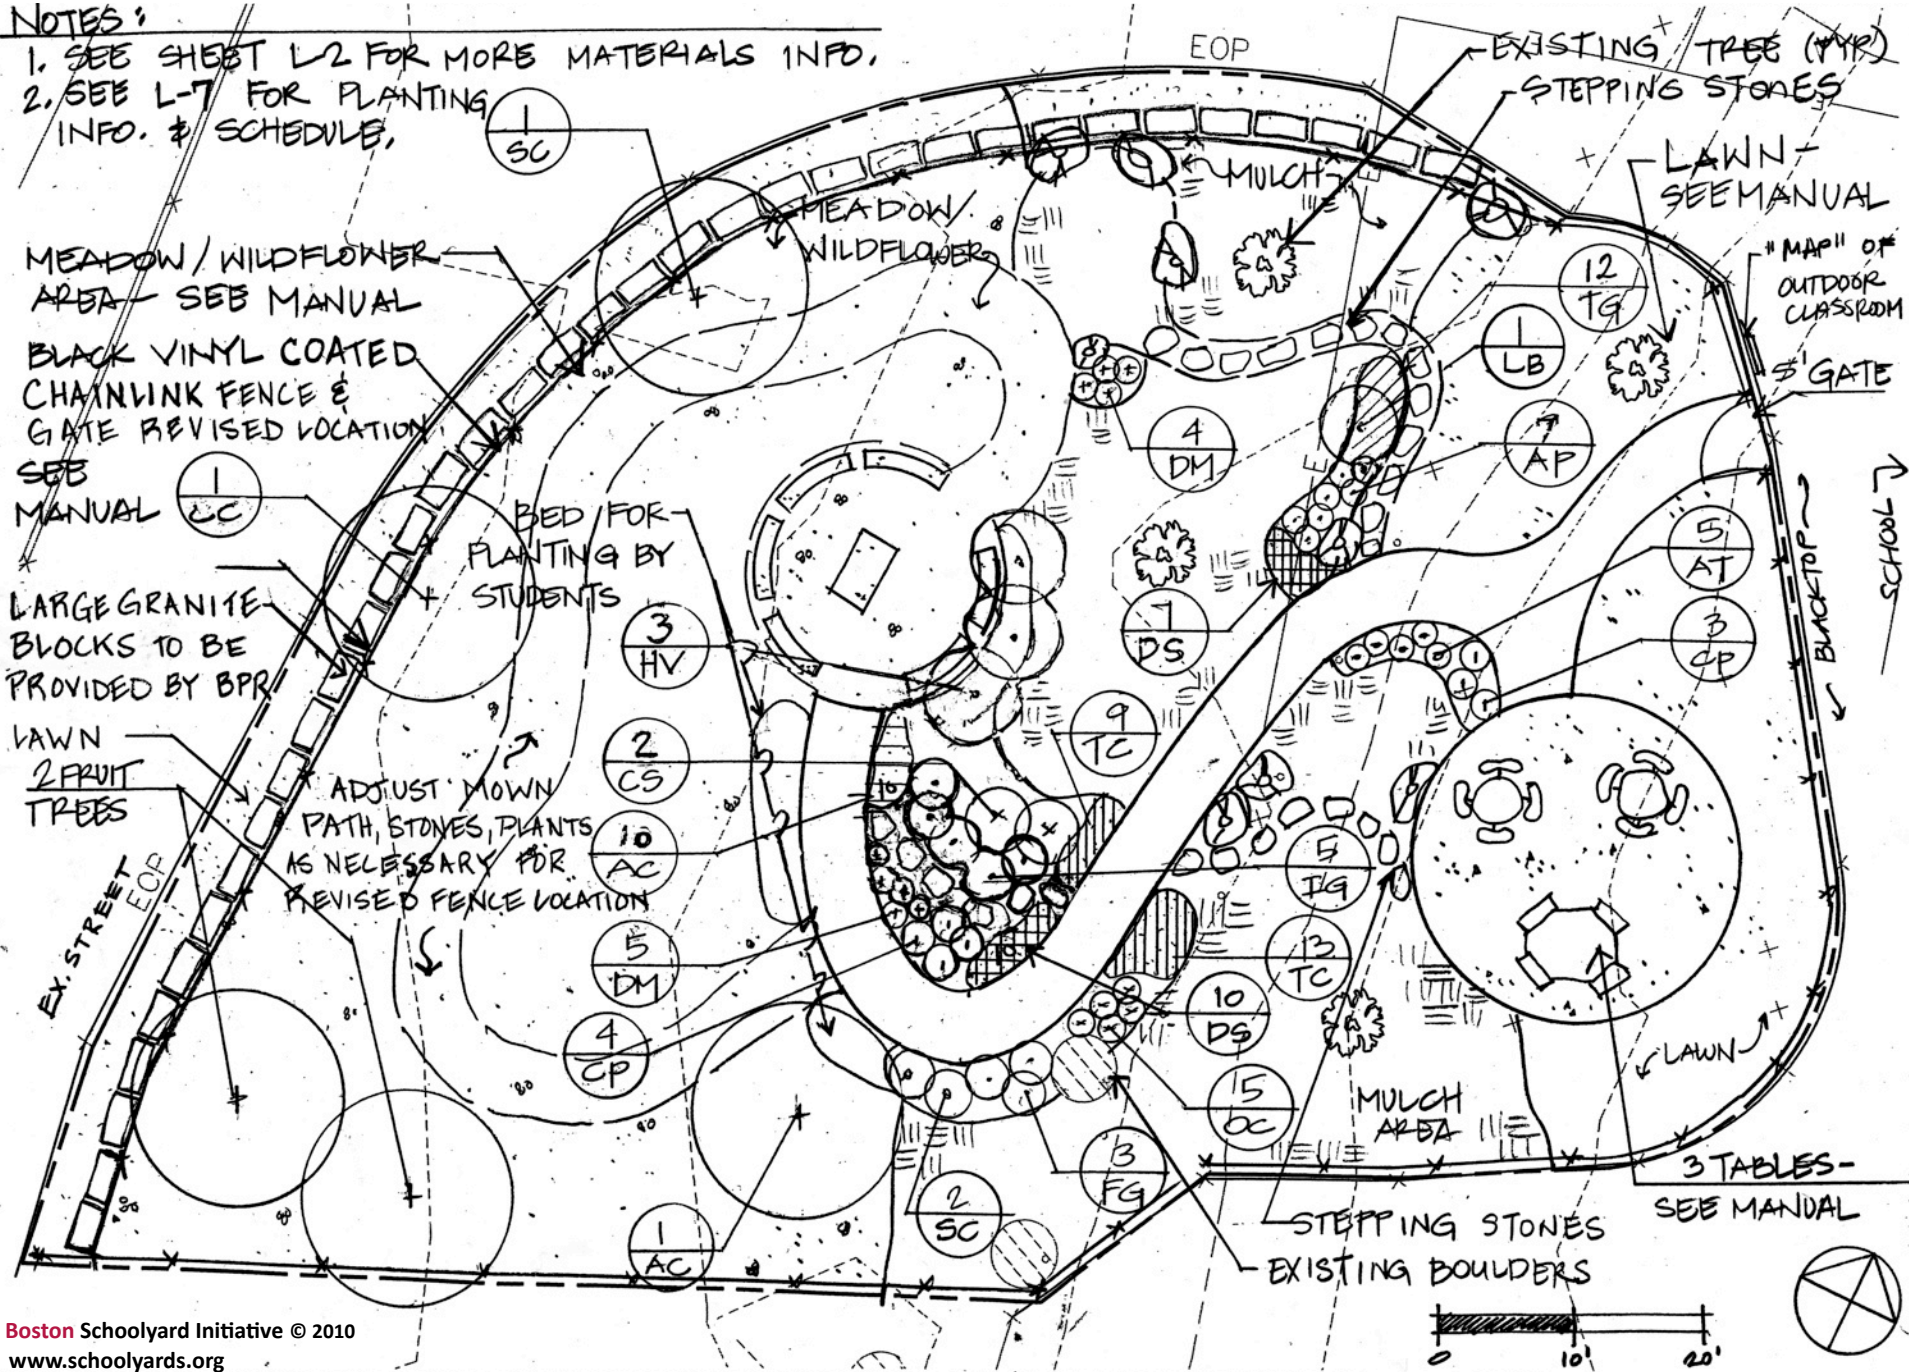 NOTES:
1. SEE SHEET L-2 FOR MORE MATERIALS INFO.
2. SEE L-7 FOR PLANTING
INFO. & SCHEDULE.
1
SC
EOP
EXISTING TREE (TYP)
STEPPING STONES
MULCH
LAWN-
SEE MANUAL
"MAP" OF
OUTDOOR
CLASSROOM
5' GATE
MEADOW/
WILDFLOWER
MEADOW/WILDFLOWER
AREA- SEE MANUAL
BLACK VINYL COATED
CHAINLINK FENCE &
GATE REVISED LOCATION
SEE
MANUAL
1
CC
12
TG
1
LB
4
DM
7
AP
BED FOR
PLANTING BY
STUDENTS
SCHOOL
BLACKTOP
LARGE GRANITE
BLOCKS TO BE
PROVIDED BY BPR
3
HV
DS
5
AT
3
CP
LAWN
2 FRUIT
TREES
2
CS
9
TC
ADJUST MOWN
PATH, STONES, PLANTS
AS NECESSARY FOR
REVISED FENCE LOCATION
10
AC
10
5
EX. STREET
EOP
5
DM
13
TC
10
DS
4
CP
LAWN
15
OC
MULCH
AREA
3
FG
2
SC
1
AC
3 TABLES-
SEE MANUAL
STEPPING STONES
EXISTING BOULDERS
0 10' 20'
Boston Schoolyard Initiative © 2010
www.schoolyards.org